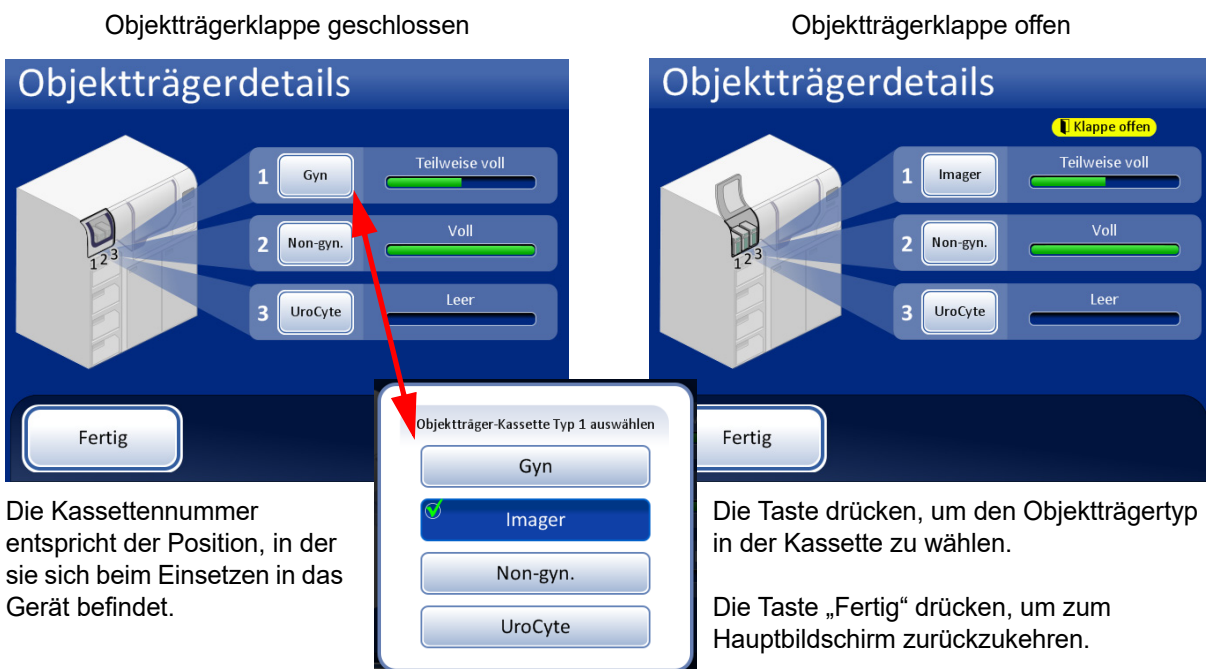 Objektträgerklappe geschlossen
Objektträgerdetails
1 Gyn Teilweise voll
2 Non-gyn. Voll
3 UroCyte Leer
1 2 3
Fertig
Objektträgerklappe offen
Objektträgerdetails
Klappe offen
1 Imager Teilweise voll
2 Non-gyn. Voll
3 UroCyte Leer
1 2 3
Fertig
Objektträger-Kassette Typ 1 auswählen
Gyn
Imager
Non-gyn.
UroCyte
Die Kassettennummer
entspricht der Position, in der
sie sich beim Einsetzen in das
Gerät befindet.
Die Taste drücken, um den Objektträgertyp
in der Kassette zu wählen.
Die Taste „Fertig“ drücken, um zum
Hauptbildschirm zurückzukehren.